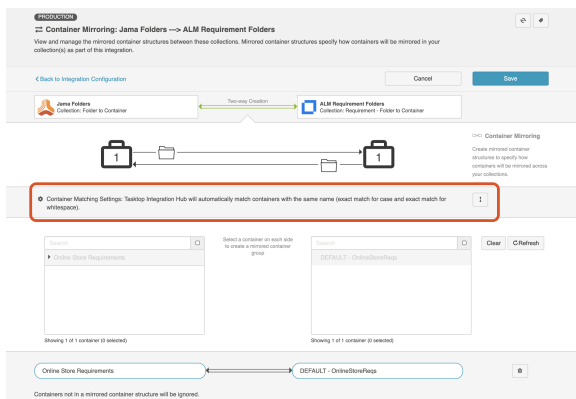 PRODUCTION
Container Mirroring: Jama Folders —> ALM Requirement Folders
View and manage the mirrored container structures between these collections. Mirrored container structures specify how containers will be mirrored in your
collection(s) as part of this integration.
Back to Integration Configuration
Cancel
Save
Jama Folders
Collection: Folder to Container
Two-way Creation
ALM Requirement Folders
Collection: Requirement - Folder to Container
1
1
Container Mirroring
Create mirrored container
structures to specify how
containers will be mirrored across
your collections.
Container Matching Settings: Tasktop Integration Hub will automatically match containers with the same name (exact match for case and exact match for
whitespace).
Search
Select a container on each side
to create a mirrored container
group
Search
Clear
Refresh
Online Store Requirements
DEFAULT - OnlineStoreReqs
Showing 1 of 1 container (0 selected)
Showing 1 of 1 container (0 selected)
Online Store Requirements
DEFAULT - OnlineStoreReqs
Containers not in a mirrored container structure will be ignored.